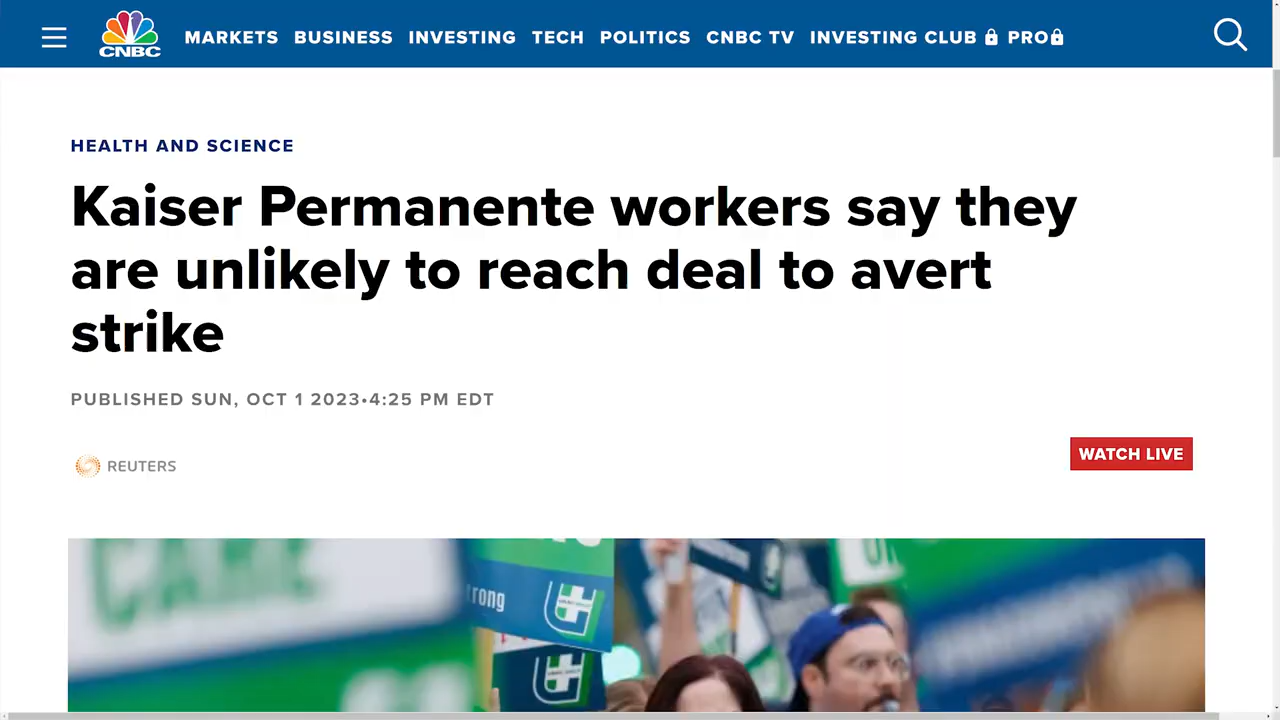 CNBC MARKETS BUSINESS INVESTING TECH POLITICS CNBC TV INVESTING CLUB PRO
HEALTH AND SCIENCE
Kaiser Permanente workers say they
are unlikely to reach deal to avert
strike
PUBLISHED SUN, OCT 1 2023•4:25 PM EDT
REUTERS
WATCH LIVE
CARE